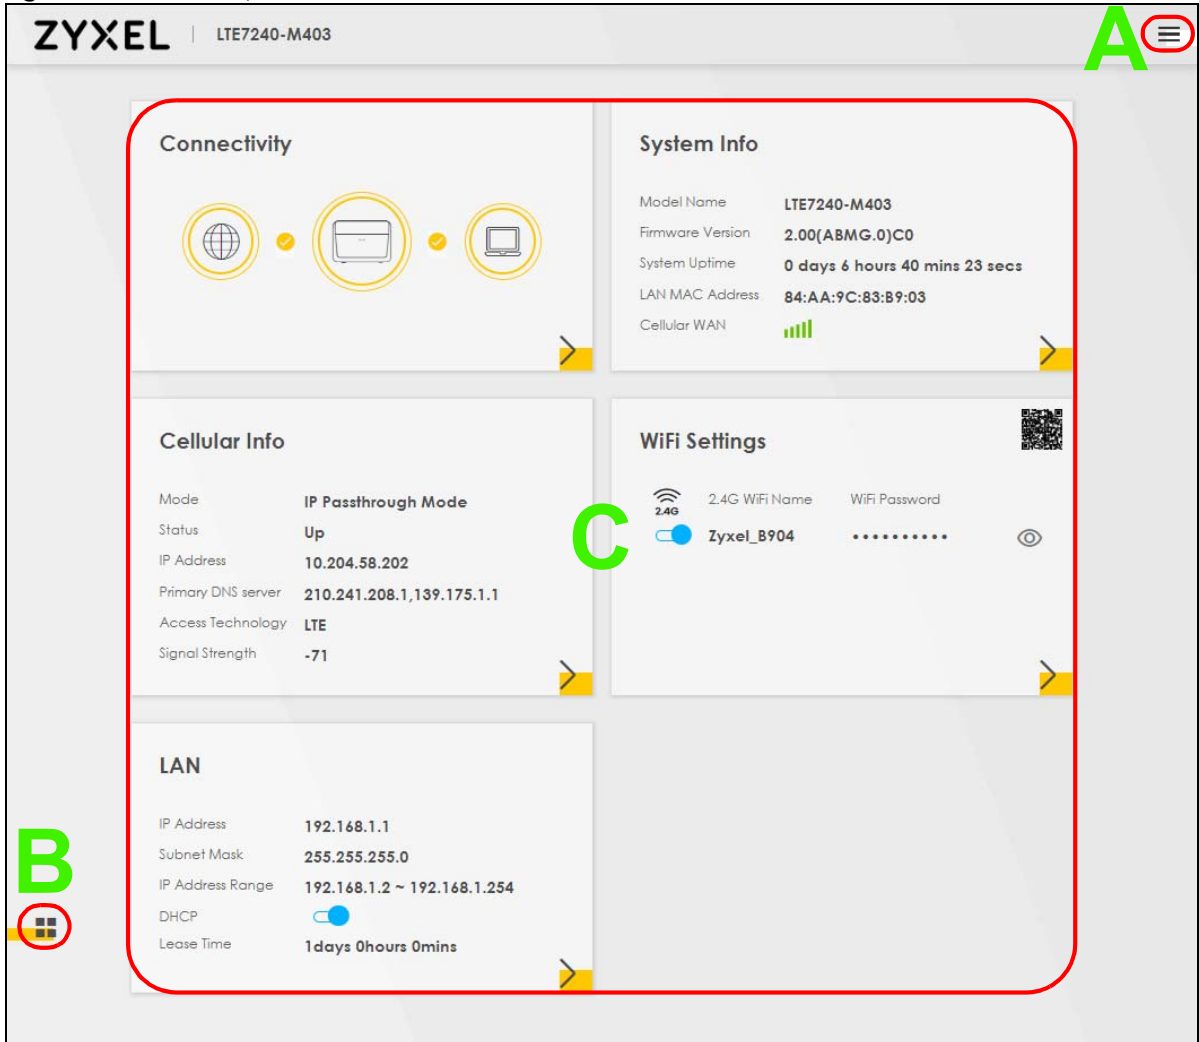 ZYXEL LTE7240-M403
A
Connectivity
System Info
Model Name LTE7240-M403
Firmware Version 2.00(ABMG.0)C0
System Uptime 0 days 6 hours 40 mins 23 secs
LAN MAC Address 84:AA:9C:83:B9:03
Cellular WAN
Cellular Info
Mode IP Passthrough Mode
Status Up
IP Address 10.204.58.202
Primary DNS server 210.241.208.1,139.175.1.1
Access Technology LTE
Signal Strength -71
WiFi Settings
2.4G 2.4G WiFi Name WiFi Password
C
Zyxel_B904 ••••••••••
LAN
IP Address 192.168.1.1
Subnet Mask 255.255.255.0
IP Address Range 192.168.1.2 ~ 192.168.1.254
DHCP
Lease Time 1days 0hours 0mins
B